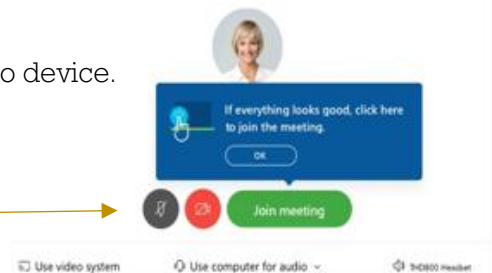 o device.
If everything looks good, click here
to join the meeting.
OK
Join meeting
Use video system
Use computer for audio
Headset